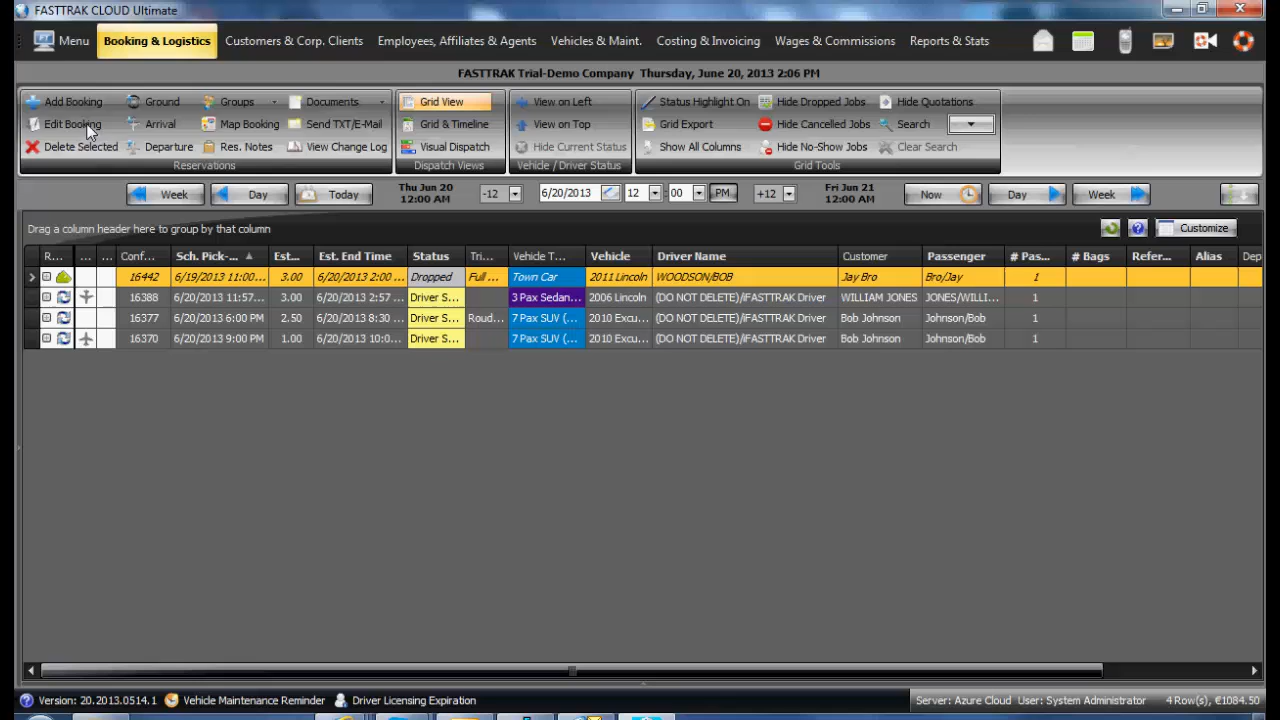 FASTTRAK CLOUD Ultimate
Menu Booking & Logistics Customers & Corp. Clients Employees, Affiliates & Agents Vehicles & Maint. Costing & Invoicing Wages & Commissions Reports & Stats
FASTTRAK Trial-Demo Company Thursday, June 20, 2013 2:06 PM
Add Booking Ground Groups Documents Grid View View on Left Status Highlight On Hide Dropped Jobs Hide Quotations
Edit Booking Arrival Map Booking Send TXT/E-Mail Grid & Timeline View on Top Grid Export Hide Cancelled Jobs Search
Delete Selected Departure Res. Notes View Change Log Visual Dispatch Hide Current Status Show All Columns Hide No-Show Jobs Clear Search
Reservations Dispatch Views Vehicle / Driver Status Grid Tools
Week Day Today Thu Jun 20 12:00 AM -12 6/20/2013 12 : 00 PM +12 Fri Jun 21 12:00 AM Now Day Week
Drag a column header here to group by that column Customize
R... ... ... Conf... Sch. Pick-... Est... Est. End Time Status Tri... Vehicle T... Vehicle Driver Name Customer Passenger # Pas... # Bags Refer... Alias Dep
16442 6/19/2013 11:00... 3.00 6/20/2013 2:00 ... Dropped Full ... Town Car 2011 Lincoln WOODSON/BOB Jay Bro Bro/Jay 1
16388 6/20/2013 11:57... 3.00 6/20/2013 2:57 ... Driver S... 3 Pax Sedan... 2006 Lincoln (DO NOT DELETE)/iFASTTRAK Driver WILLIAM JONES JONES/WILLI... 1
16377 6/20/2013 6:00 PM 2.50 6/20/2013 8:30 ... Driver S... Roud... 7 Pax SUV (... 2010 Excu... (DO NOT DELETE)/iFASTTRAK Driver Bob Johnson Johnson/Bob 1
16370 6/20/2013 9:00 PM 1.00 6/20/2013 10:0... Driver S... 7 Pax SUV (... 2010 Excu... (DO NOT DELETE)/iFASTTRAK Driver Bob Johnson Johnson/Bob 1
Version: 20.2013.0514.1 Vehicle Maintenance Reminder Driver Licensing Expiration Server: Azure Cloud User: System Administrator 4 Row(s), €1084.50